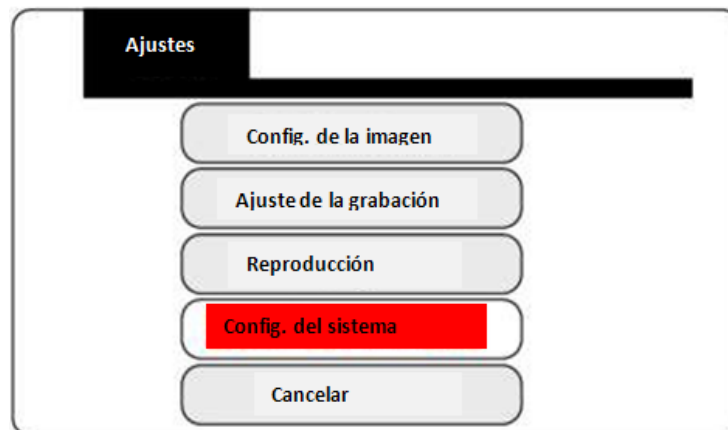 Ajustes
Config. de la imagen
Ajuste de la grabación
Reproducción
Config. del sistema
Cancelar